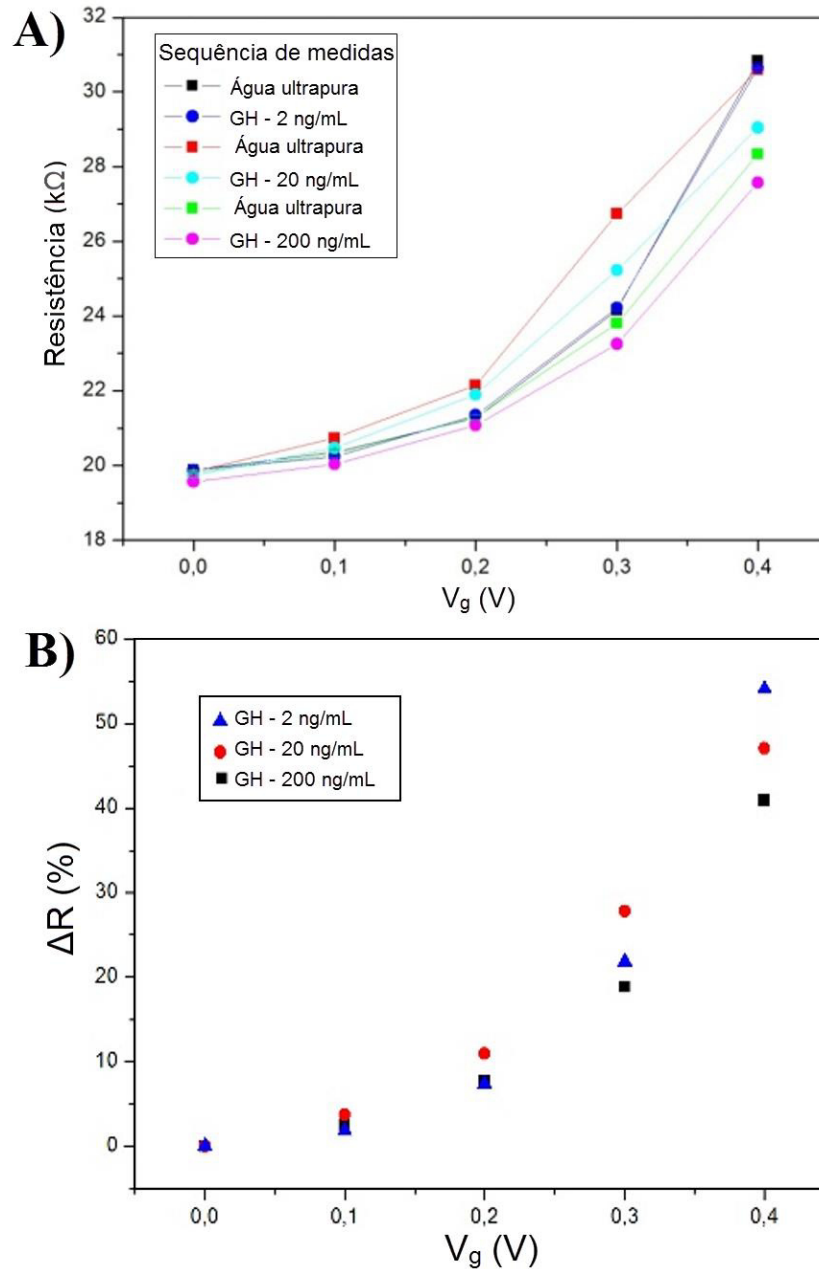 A)
Sequência de medidas
Água ultrapura
GH - 2 ng/mL
Água ultrapura
GH - 20 ng/mL
Água ultrapura
GH - 200 ng/mL
Resistência (kΩ)
32
30
28
26
24
22
20
18
0,0 0,1 0,2 0,3 0,4
Vg (V)
B)
GH - 2 ng/mL
GH - 20 ng/mL
GH - 200 ng/mL
ΔR (%)
60
50
40
30
20
10
0
0,0 0,1 0,2 0,3 0,4
Vg (V)